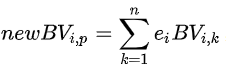 newBV_{i,p} = \sum_{k=1}^{n} e_i BV_{i,k}